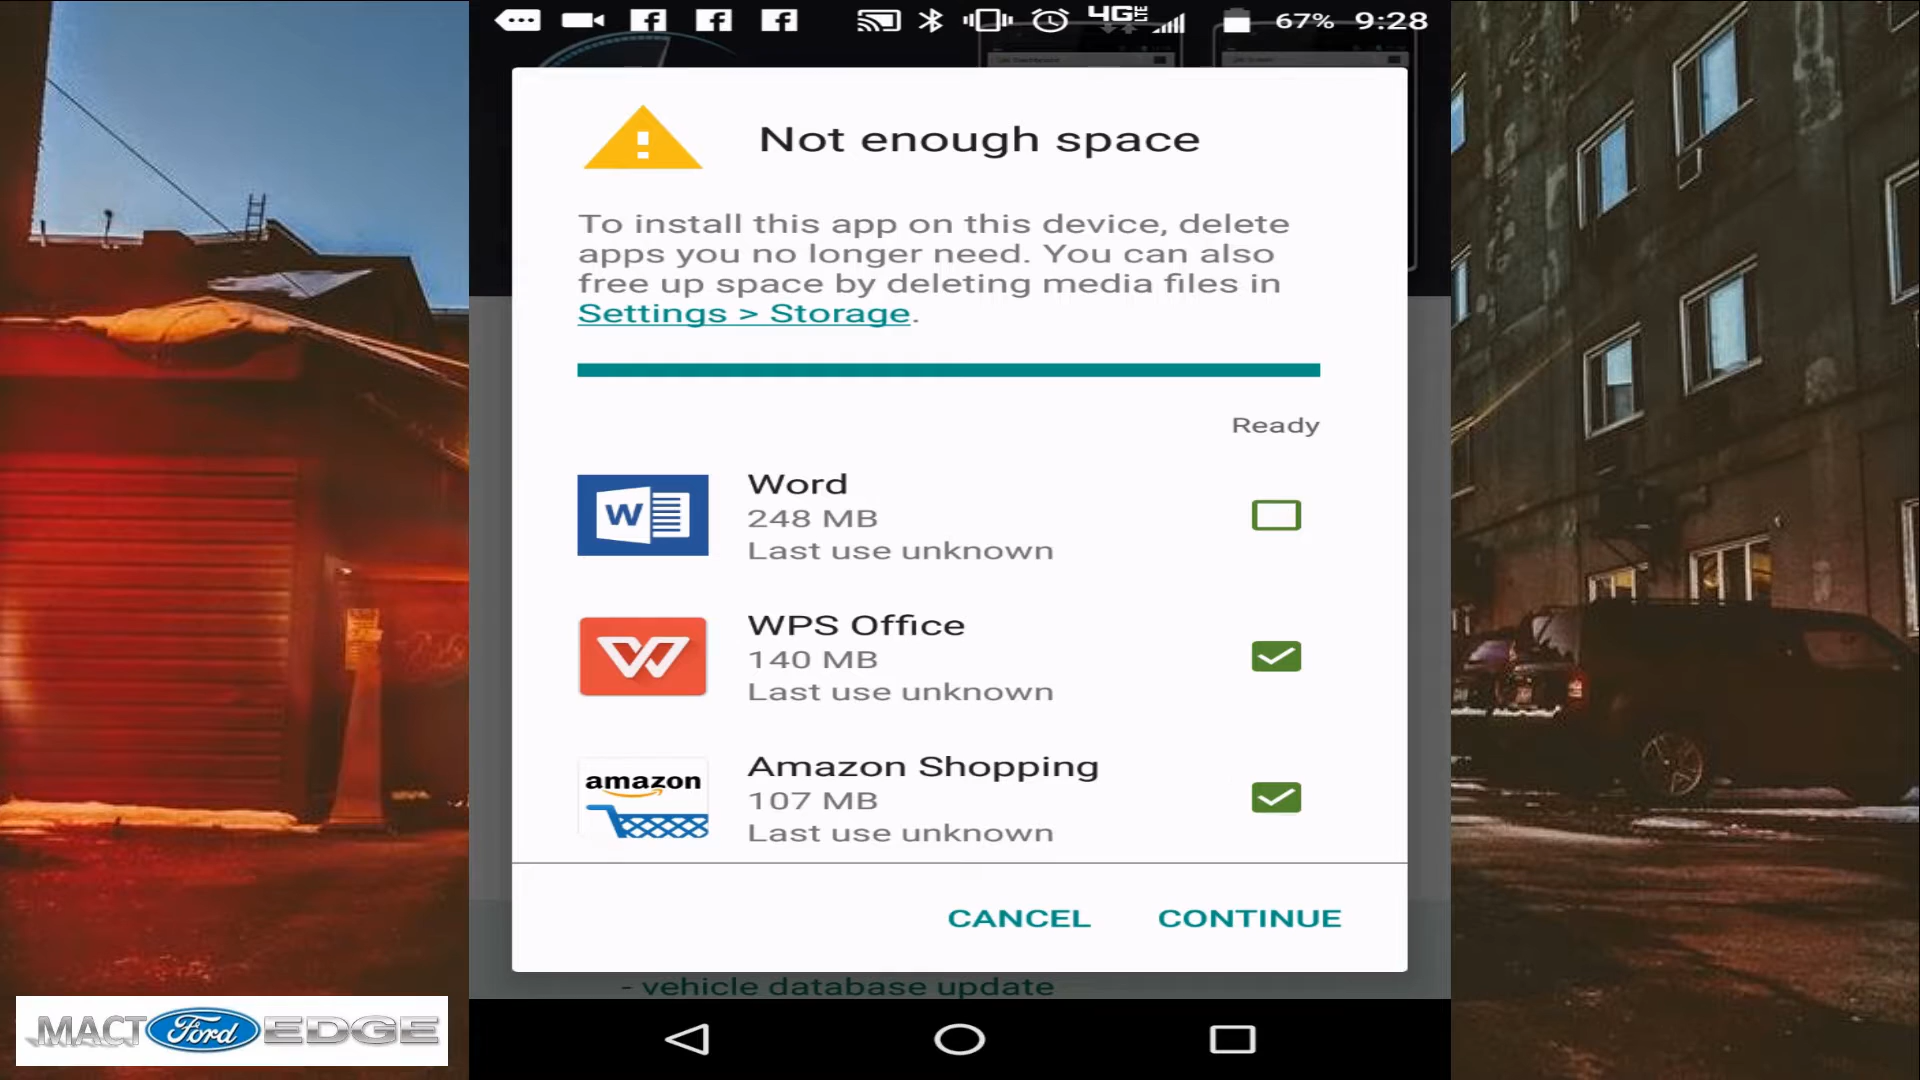 4G LTE 67% 9:28
Not enough space
To install this app on this device, delete
apps you no longer need. You can also
free up space by deleting media files in
Settings > Storage.
Ready
Word
248 MB
Last use unknown
WPS Office
140 MB
Last use unknown
amazon
Amazon Shopping
107 MB
Last use unknown
CANCEL CONTINUE
- vehicle database update
MACT Ford EDGE